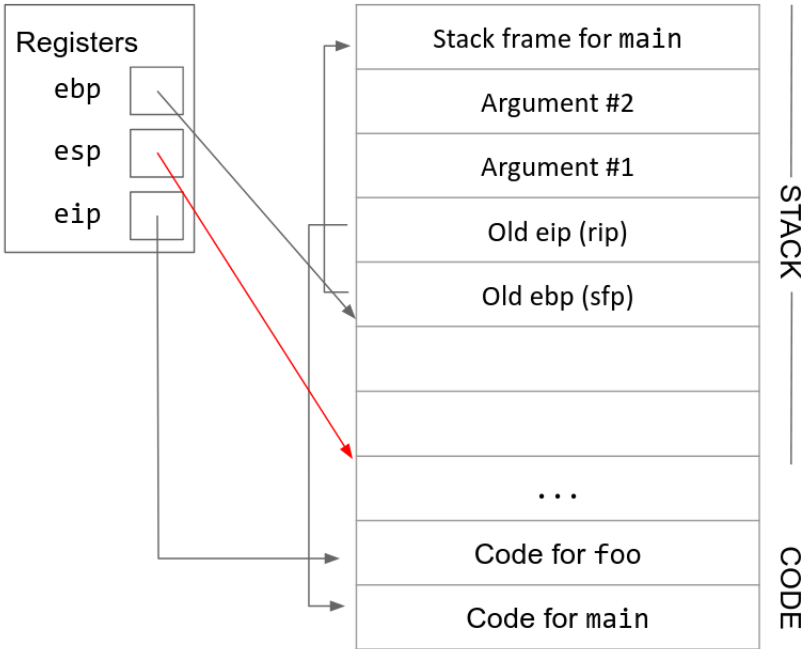 Registers
ebp
esp
eip
Stack frame for main
Argument #2
Argument #1
Old eip (rip)
Old ebp (sfp)
...
Code for foo
Code for main
STACK
CODE